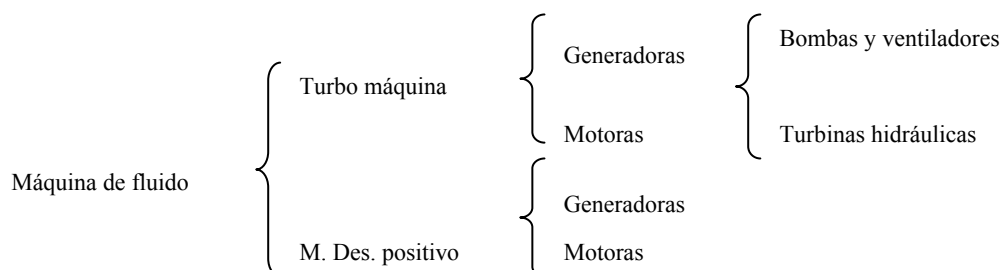 Máquina de fluido
Turbo máquina
Generadoras
Bombas y ventiladores
Motoras
Turbinas hidráulicas
M. Des. positivo
Generadoras
Motoras